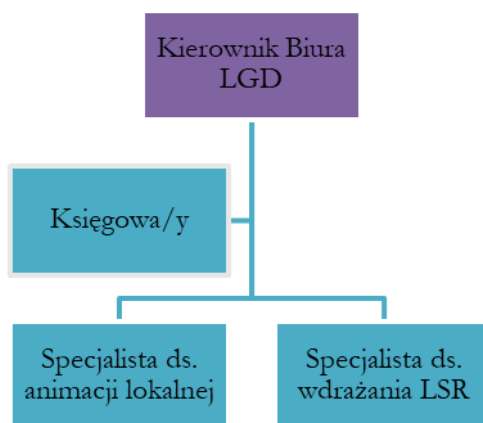 Kierownik Biura
LGD
Księgowa/y
Specjalista ds.
animacji lokalnej
Specjalista ds.
wdrażania LSR